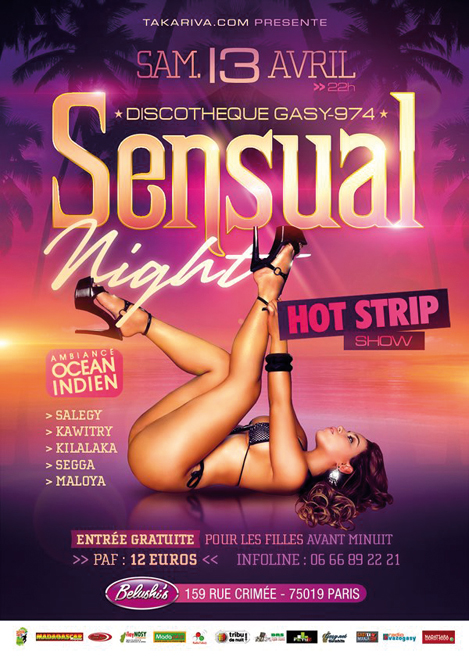 TAKARIVA.COM PRESENTE
SAM. 13 AVRIL
>> 22h
★ DISCOTHEQUE GASY-974 ★
Sensual
Night
HOT STRIP
SHOW
AMBIANCE
OCEAN
INDIEN
> SALEGY
> KAWITRY
> KILALAKA
> SEGGA
> MALOYA
ENTRÉE GRATUITE POUR LES FILLES AVANT MINUIT
>> PAF : 12 EUROS << INFOLINE : 06 66 89 22 21
Belushi's 159 RUE CRIMÉE - 75019 PARIS
MADAGASCAR tribu